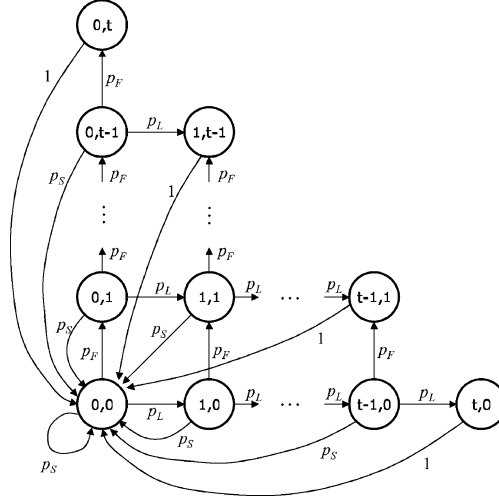 0,t
1
p_F
0,t-1
p_L
1,t-1
p_S
1
p_F
p_F
⋮
⋮
p_F
p_F
0,1
p_L
1,1
p_L
...
p_L
t-1,1
p_S
p_S
p_F
p_F
1
p_F
0,0
p_L
1,0
p_L
...
p_L
t-1,0
p_L
t,0
p_S
p_S
p_S
1